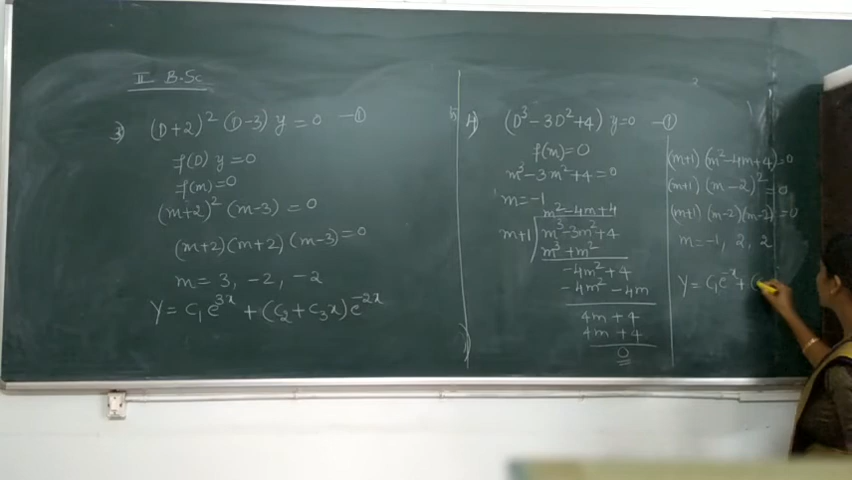 II B.Sc
3) (D+2)² (D-3) y = 0 —①
f(D) y = 0
f(m) = 0
(m+2)² (m-3) = 0
(m+2)(m+2) (m-3) = 0
m = 3, -2, -2
Y = C₁e³ˣ + (C₂ + C₃x) e⁻²ˣ
4) (D³ - 3D² + 4) y = 0 —①
f(m) = 0
m³ - 3m² + 4 = 0
m = -1
m² - 4m + 4
m+1) m³ - 3m² + 4
m³ + m²
-4m² + 4
-4m² - 4m
4m + 4
4m + 4
0
(m+1) (m² - 4m + 4) = 0
(m+1) (m-2)² = 0
(m+1) (m-2)(m-2) = 0
m = -1, 2, 2
Y = C₁e⁻ˣ + (C